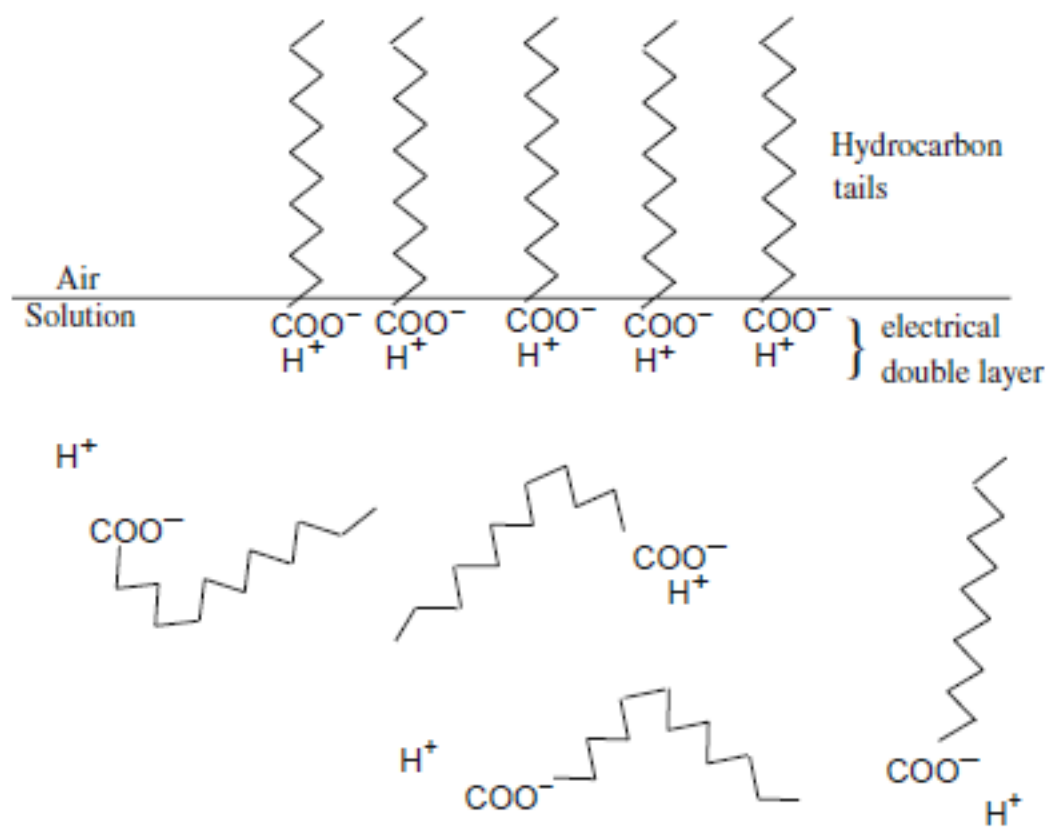 Hydrocarbon
tails
Air
Solution
COO⁻ COO⁻ COO⁻ COO⁻ COO⁻
H⁺ H⁺ H⁺ H⁺ H⁺
} electrical
double layer
H⁺
COO⁻
COO⁻
H⁺
H⁺
COO⁻
COO⁻
H⁺